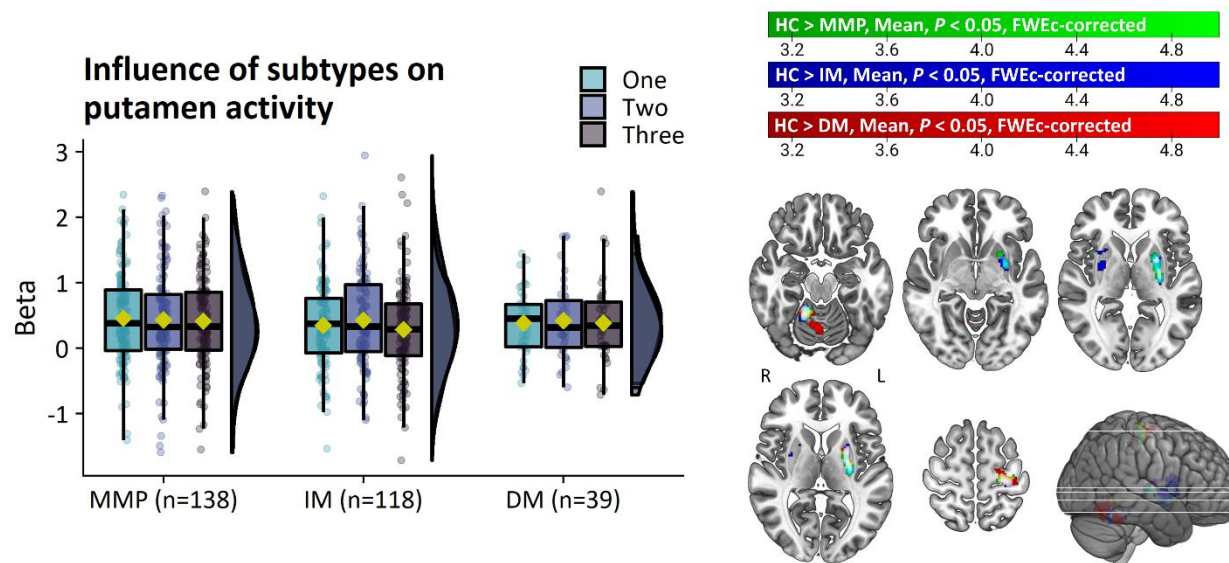 Influence of subtypes on
putamen activity
One
Two
Three
3
2
1
0
-1
Beta
MMP (n=138) IM (n=118) DM (n=39)
HC > MMP, Mean, P < 0.05, FWEc-corrected
3.2 3.6 4.0 4.4 4.8
HC > IM, Mean, P < 0.05, FWEc-corrected
3.2 3.6 4.0 4.4 4.8
HC > DM, Mean, P < 0.05, FWEc-corrected
3.2 3.6 4.0 4.4 4.8
R L